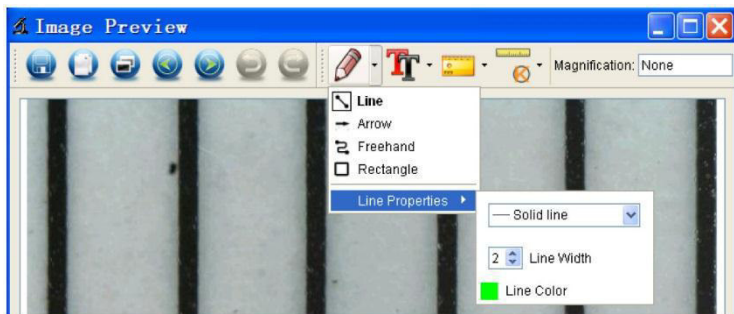 Image Preview
Magnification: None
Line
Arrow
Freehand
Rectangle
Line Properties
Solid line
2 Line Width
Line Color